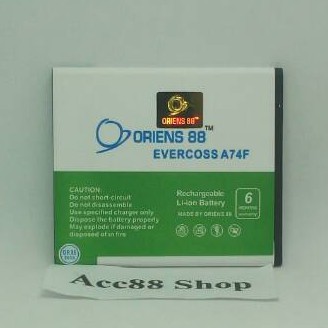 ORIENS 88™
ORIENS 88™
EVERCOSS A74F
CAUTION:
Do not short circuit
Do not disassemble
Use specified charger only
Dispose the battery properly
May explode if damaged or
disposed of in fire
Rechargeable
Li-ion Battery
MADE BY ORIENS 88
6
MONTHS
Acc88 Shop